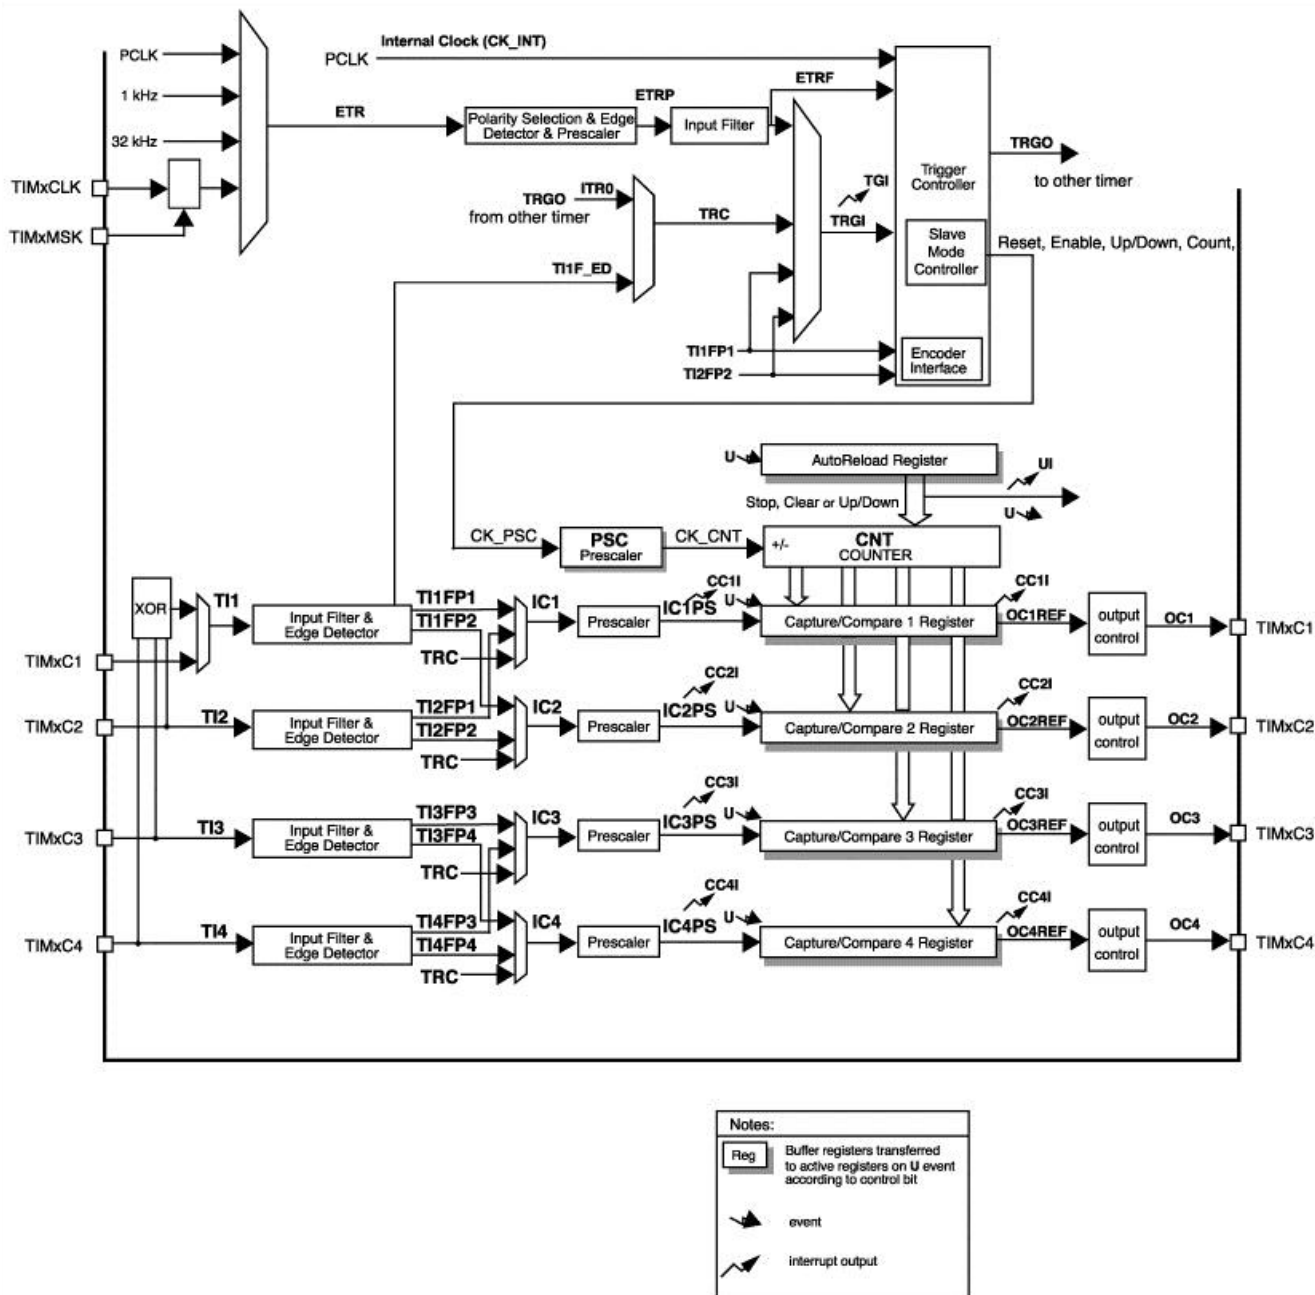 PCLK
1 kHz
32 kHz
TIMxCLK
TIMxMSK
Internal Clock (CK_INT)
PCLK
ETR
Polarity Selection & Edge
Detector & Prescaler
ETRP
Input Filter
ETRF
TRGO
from other timer
ITR0
TRC
TI1F_ED
TGI
TRGI
TI1FP1
TI2FP2
Trigger
Controller
Slave
Mode
Controller
Encoder
Interface
TRGO
to other timer
Reset, Enable, Up/Down, Count,
U
AutoReload Register
UI
Stop, Clear or Up/Down
U
CK_PSC
PSC
Prescaler
CK_CNT
+/-
CNT
COUNTER
XOR
TIMxC1
TI1
Input Filter &
Edge Detector
TI1FP1
TI1FP2
TRC
IC1
Prescaler
CC1I
IC1PS
U
Capture/Compare 1 Register
CC1I
OC1REF
output
control
OC1
TIMxC1
TIMxC2
TI2
Input Filter &
Edge Detector
TI2FP1
TI2FP2
TRC
IC2
Prescaler
CC2I
IC2PS
U
Capture/Compare 2 Register
CC2I
OC2REF
output
control
OC2
TIMxC2
TIMxC3
TI3
Input Filter &
Edge Detector
TI3FP3
TI3FP4
TRC
IC3
Prescaler
CC3I
IC3PS
U
Capture/Compare 3 Register
CC3I
OC3REF
output
control
OC3
TIMxC3
TIMxC4
TI4
Input Filter &
Edge Detector
TI4FP3
TI4FP4
TRC
IC4
Prescaler
CC4I
IC4PS
U
Capture/Compare 4 Register
CC4I
OC4REF
output
control
OC4
TIMxC4
Notes:
Reg
Buffer registers transferred
to active registers on U event
according to control bit
event
interrupt output